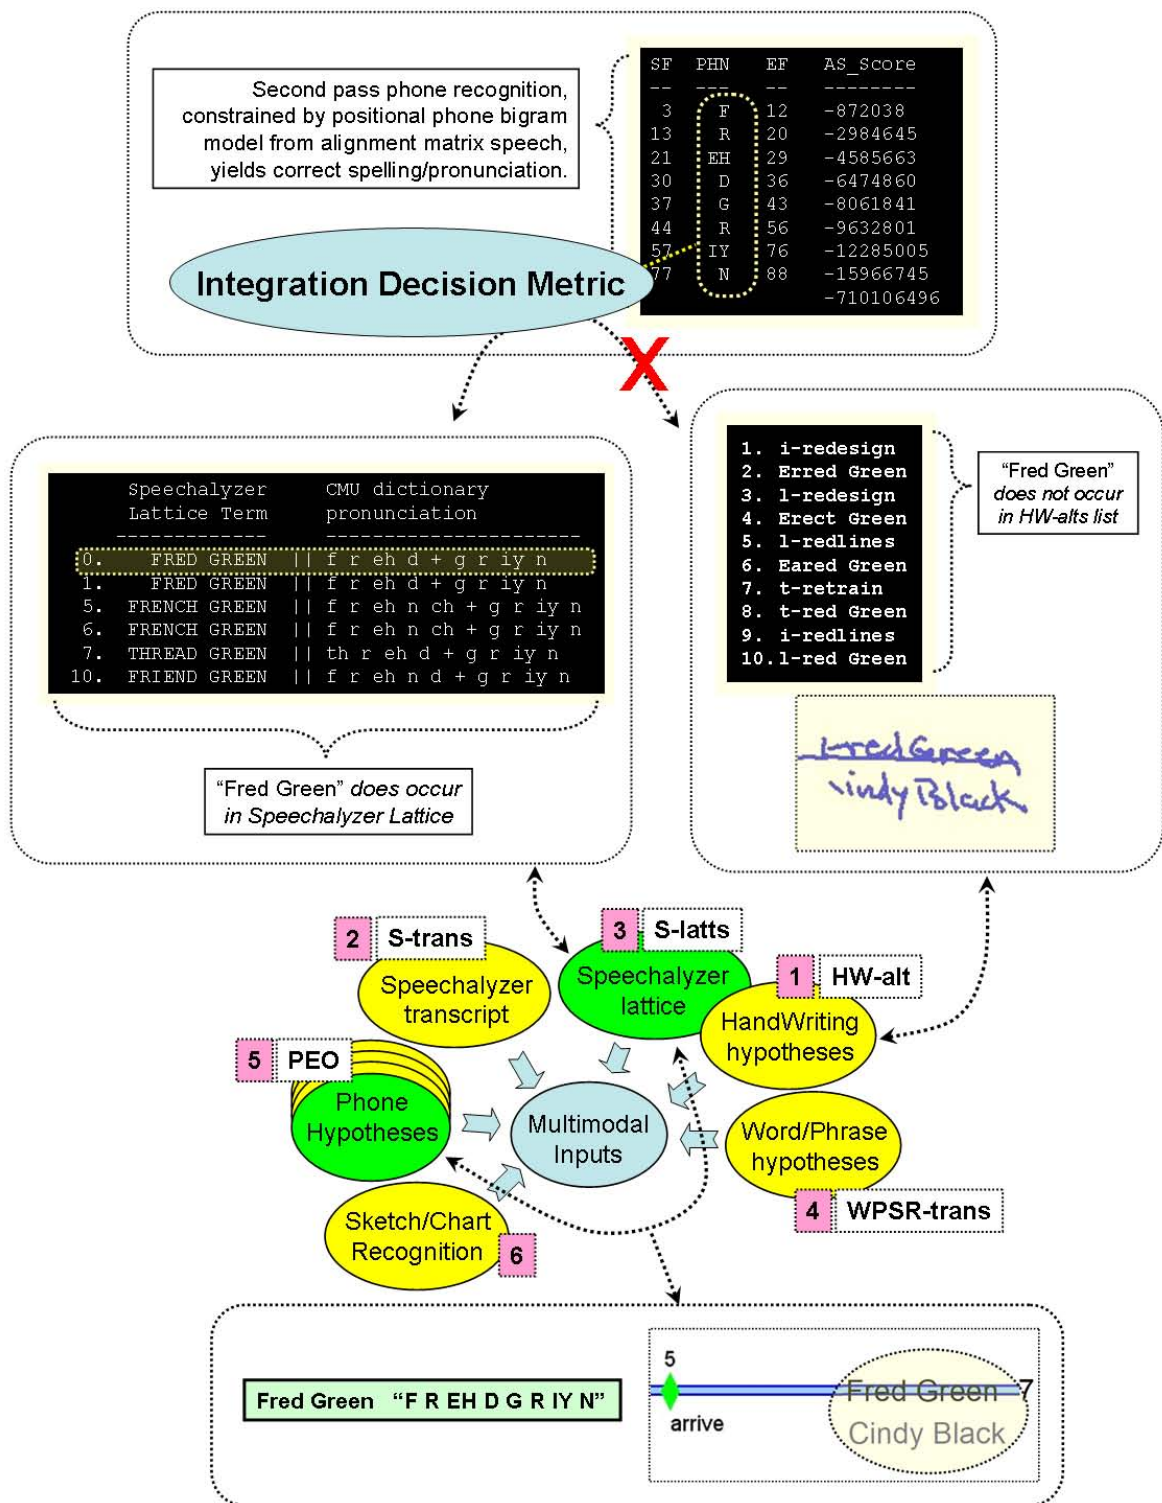 Second pass phone recognition,
constrained by positional phone bigram
model from alignment matrix speech,
yields correct spelling/pronunciation.
SF PHN EF AS_Score
-- --- -- --------
3 F 12 -872038
13 R 20 -2984645
21 EH 29 -4585663
30 D 36 -6474860
37 G 43 -8061841
44 R 56 -9632801
57 IY 76 -12285005
77 N 88 -15966745
-710106496
Integration Decision Metric
X
Speechalyzer CMU dictionary
Lattice Term pronunciation
-------------- ----------------------
0. FRED GREEN || f r eh d + g r iy n
1. FRED GREEN || f r eh d + g r iy n
5. FRENCH GREEN || f r eh n ch + g r iy n
6. FRENCH GREEN || f r eh n ch + g r iy n
7. THREAD GREEN || th r eh d + g r iy n
10. FRIEND GREEN || f r eh n d + g r iy n
“Fred Green” does occur
in Speechalyzer Lattice
1. i-redesign
2. Erred Green
3. l-redesign
4. Erect Green
5. l-redlines
6. Eared Green
7. t-retrain
8. t-red Green
9. i-redlines
10. l-red Green
“Fred Green”
does not occur
in HW-alts list
Fred Green
Cindy Black
2 S-trans
Speechalyzer
transcript
3 S-latts
Speechalyzer
lattice
1 HW-alt
HandWriting
hypotheses
5 PEO
Phone
Hypotheses
Multimodal
Inputs
Word/Phrase
hypotheses
4 WPSR-trans
Sketch/Chart
Recognition
6
Fred Green “F R EH D G R IY N”
5
Fred Green 7
arrive
Cindy Black